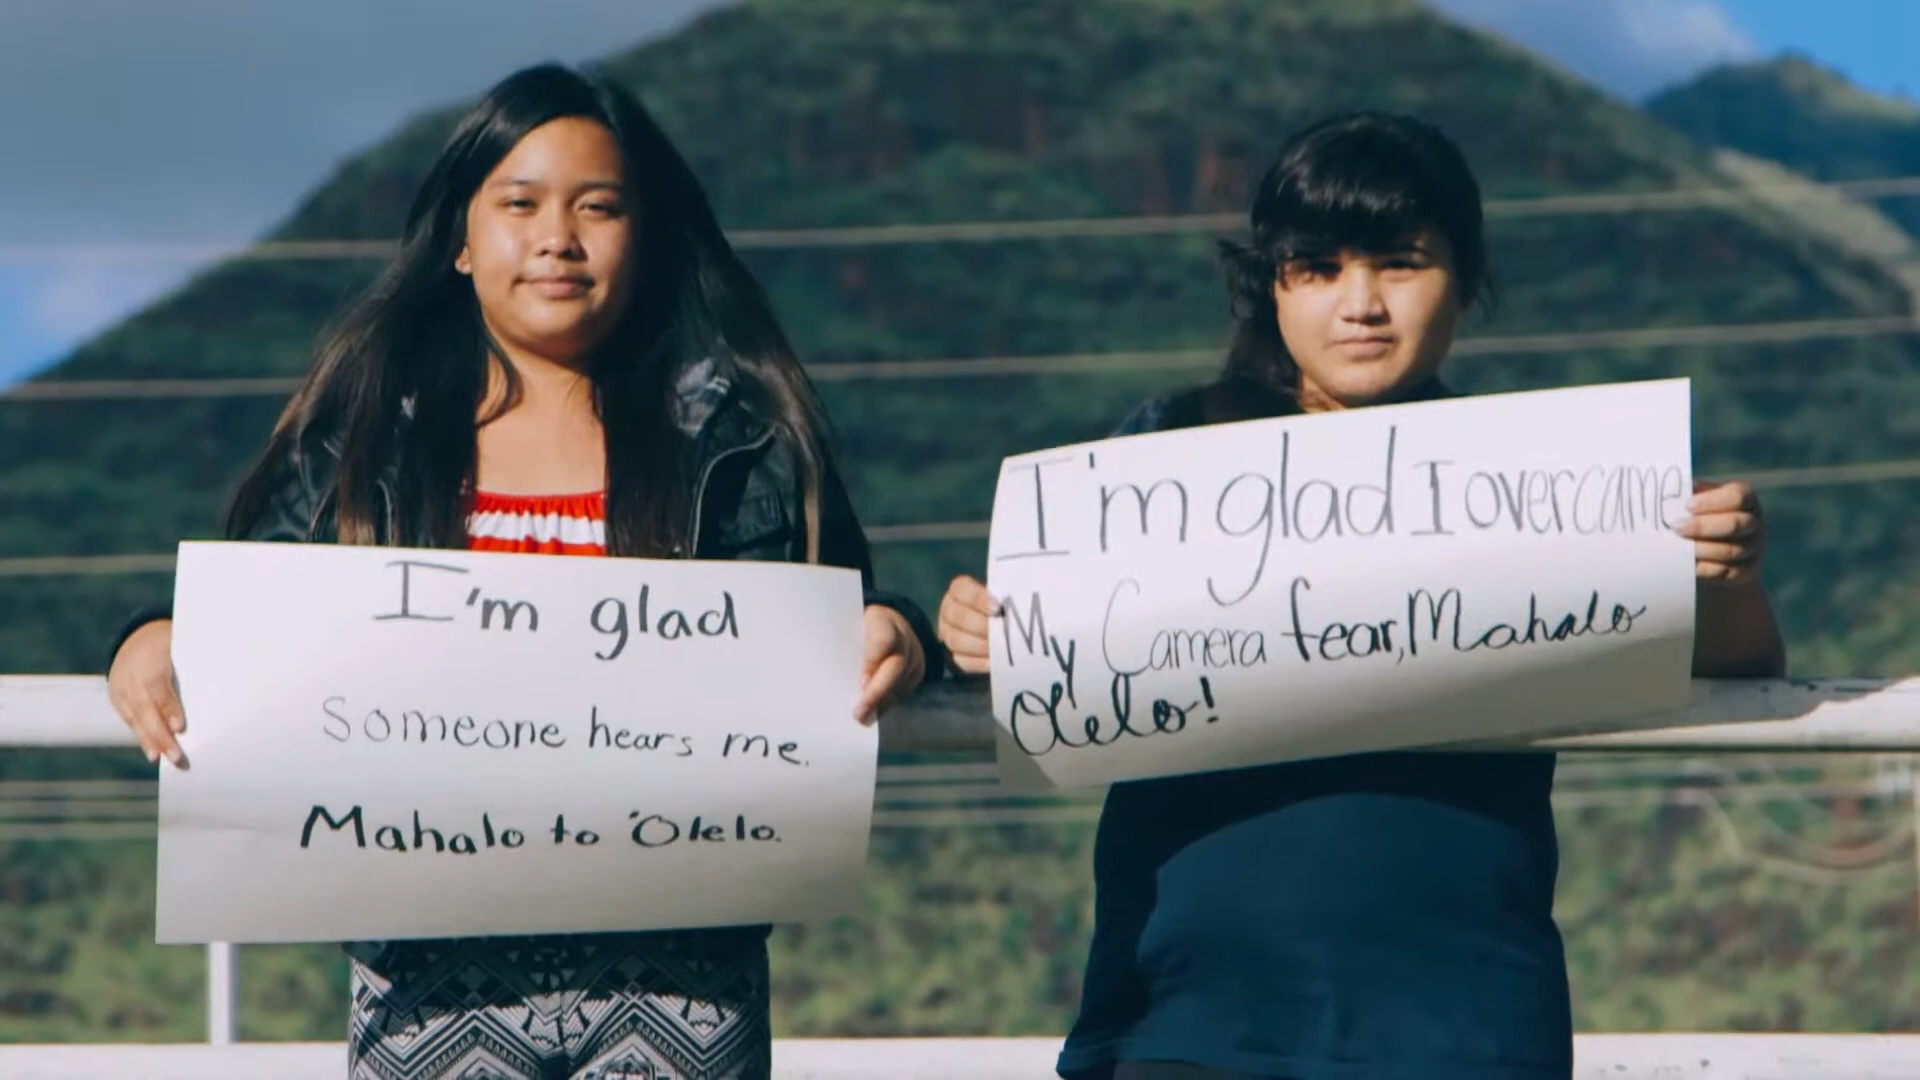 I'm glad
Someone hears me.
Mahalo to 'Olelo.
I'm glad I overcame
My Camera fear, Mahalo
Olelo!